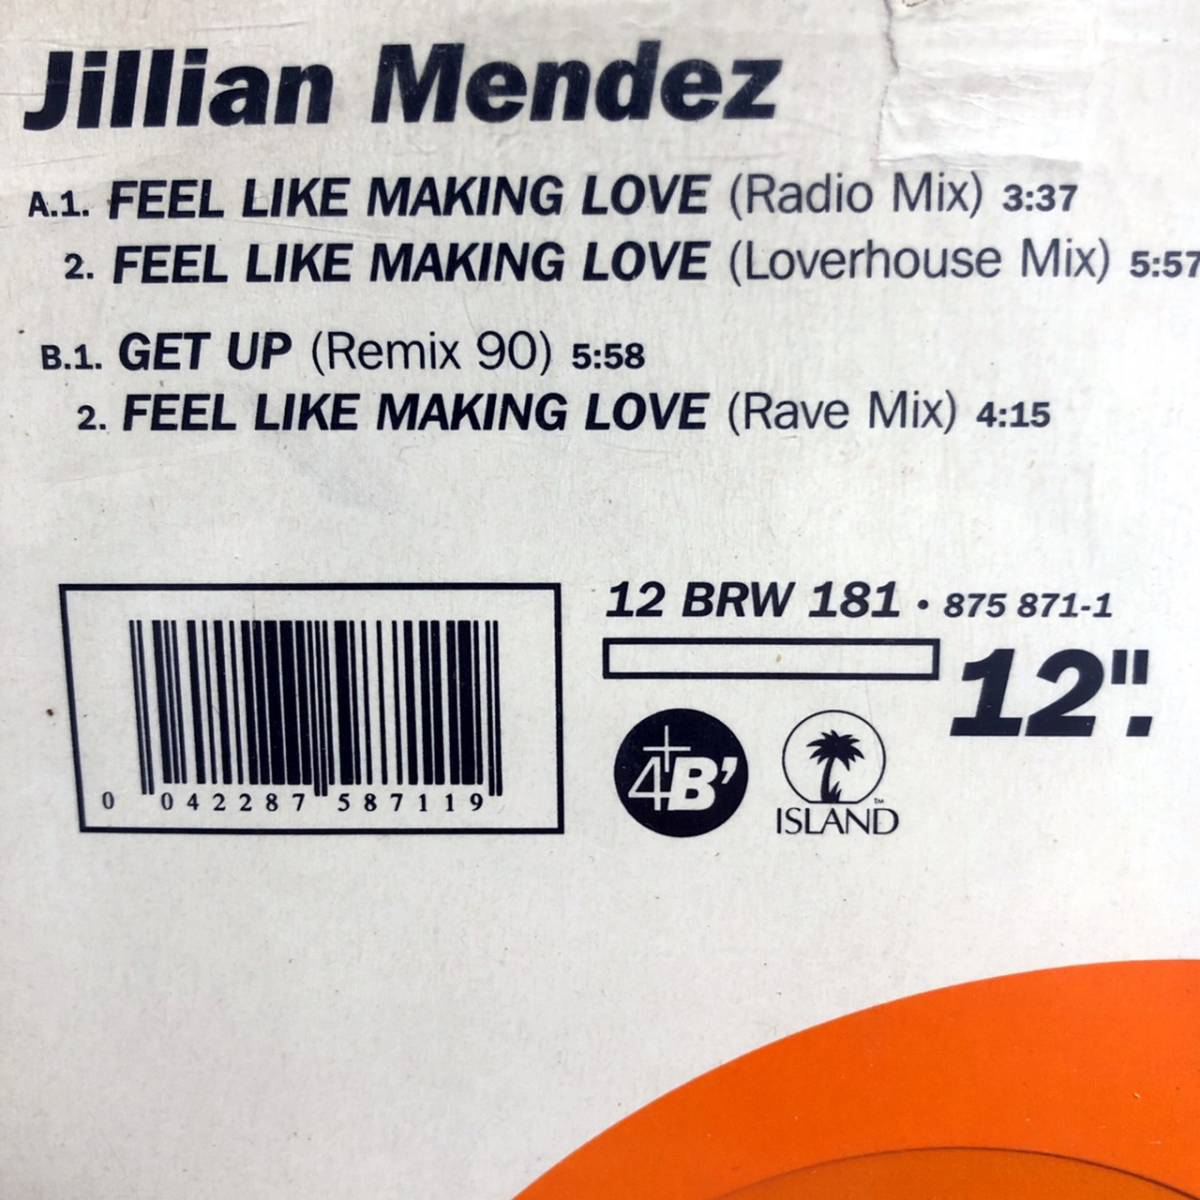 Jillian Mendez
A.1. FEEL LIKE MAKING LOVE (Radio Mix) 3:37
2. FEEL LIKE MAKING LOVE (Loverhouse Mix) 5:57
B.1. GET UP (Remix 90) 5:58
2. FEEL LIKE MAKING LOVE (Rave Mix) 4:15
12 BRW 181 · 875 871-1
12".
4+B'
ISLAND™
0 042287 587119